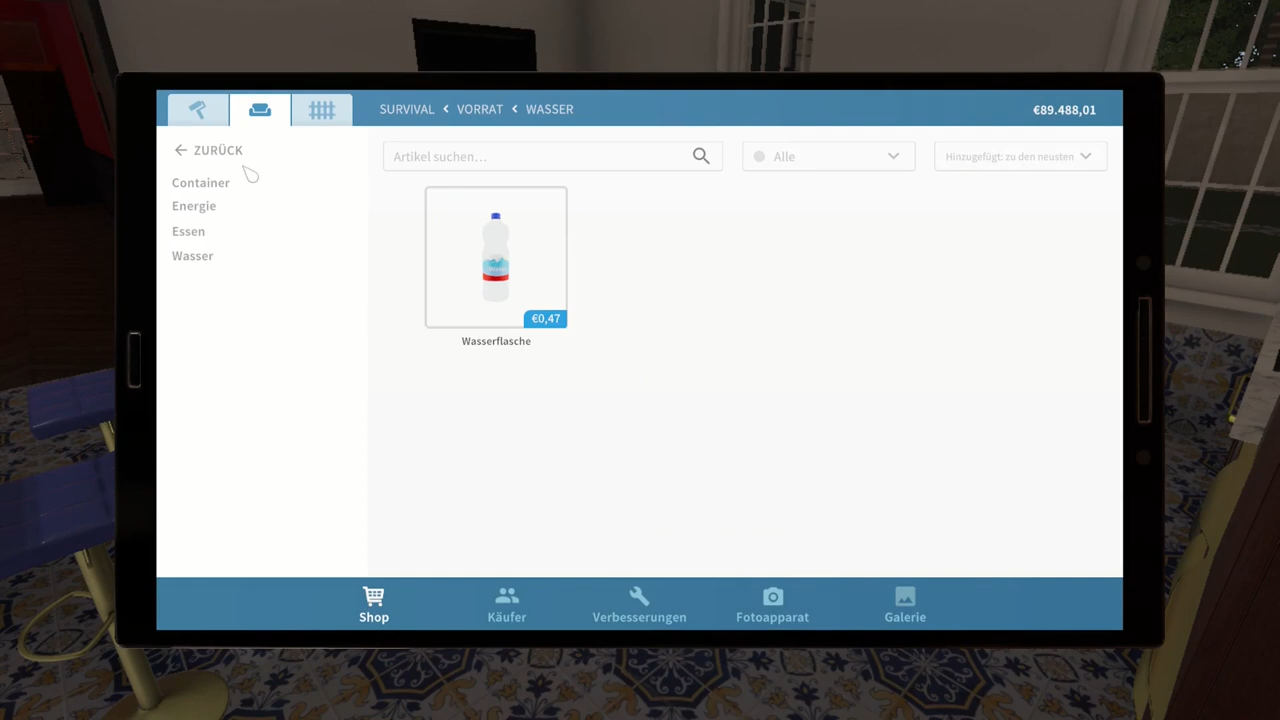 SURVIVAL < VORRAT < WASSER
€89.488,01
ZURÜCK
Container
Energie
Essen
Wasser
Artikel suchen...
Alle
Hinzugefügt: zu den neusten
€0,47
Wasserflasche
Shop
Käufer
Verbesserungen
Fotoapparat
Galerie